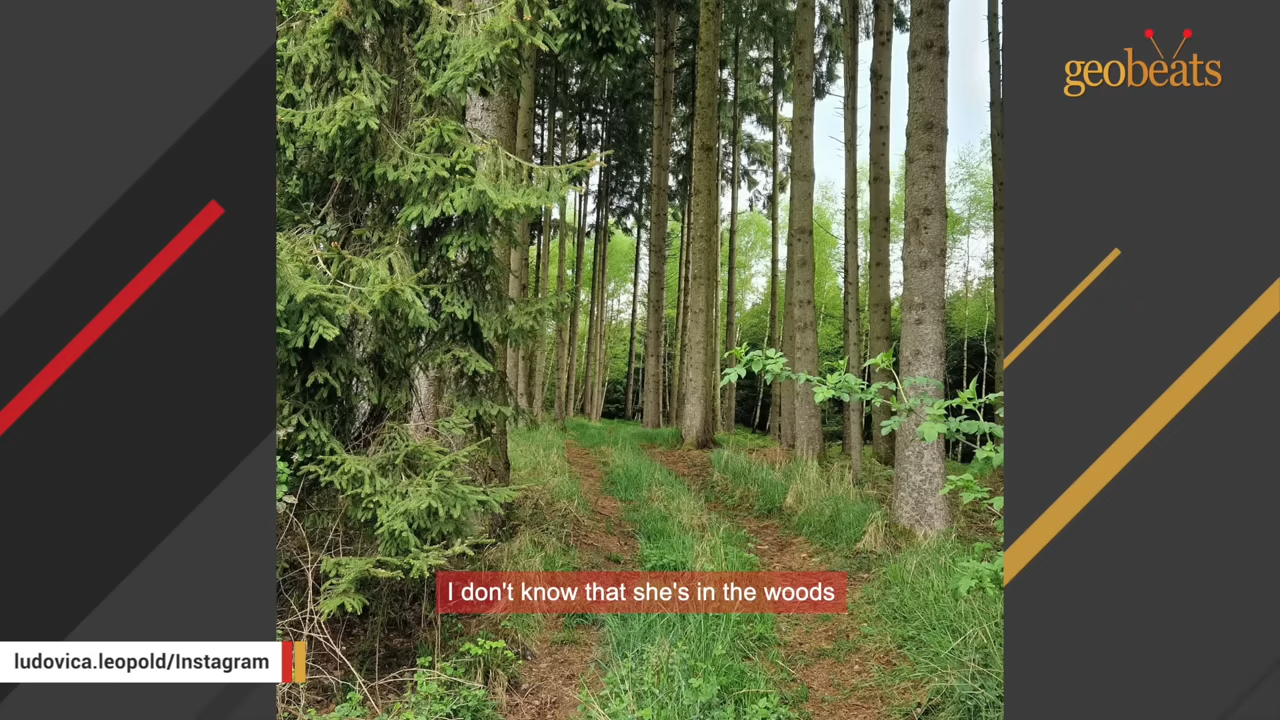 geobeats
I don't know that she's in the woods
ludovica.leopold/Instagram